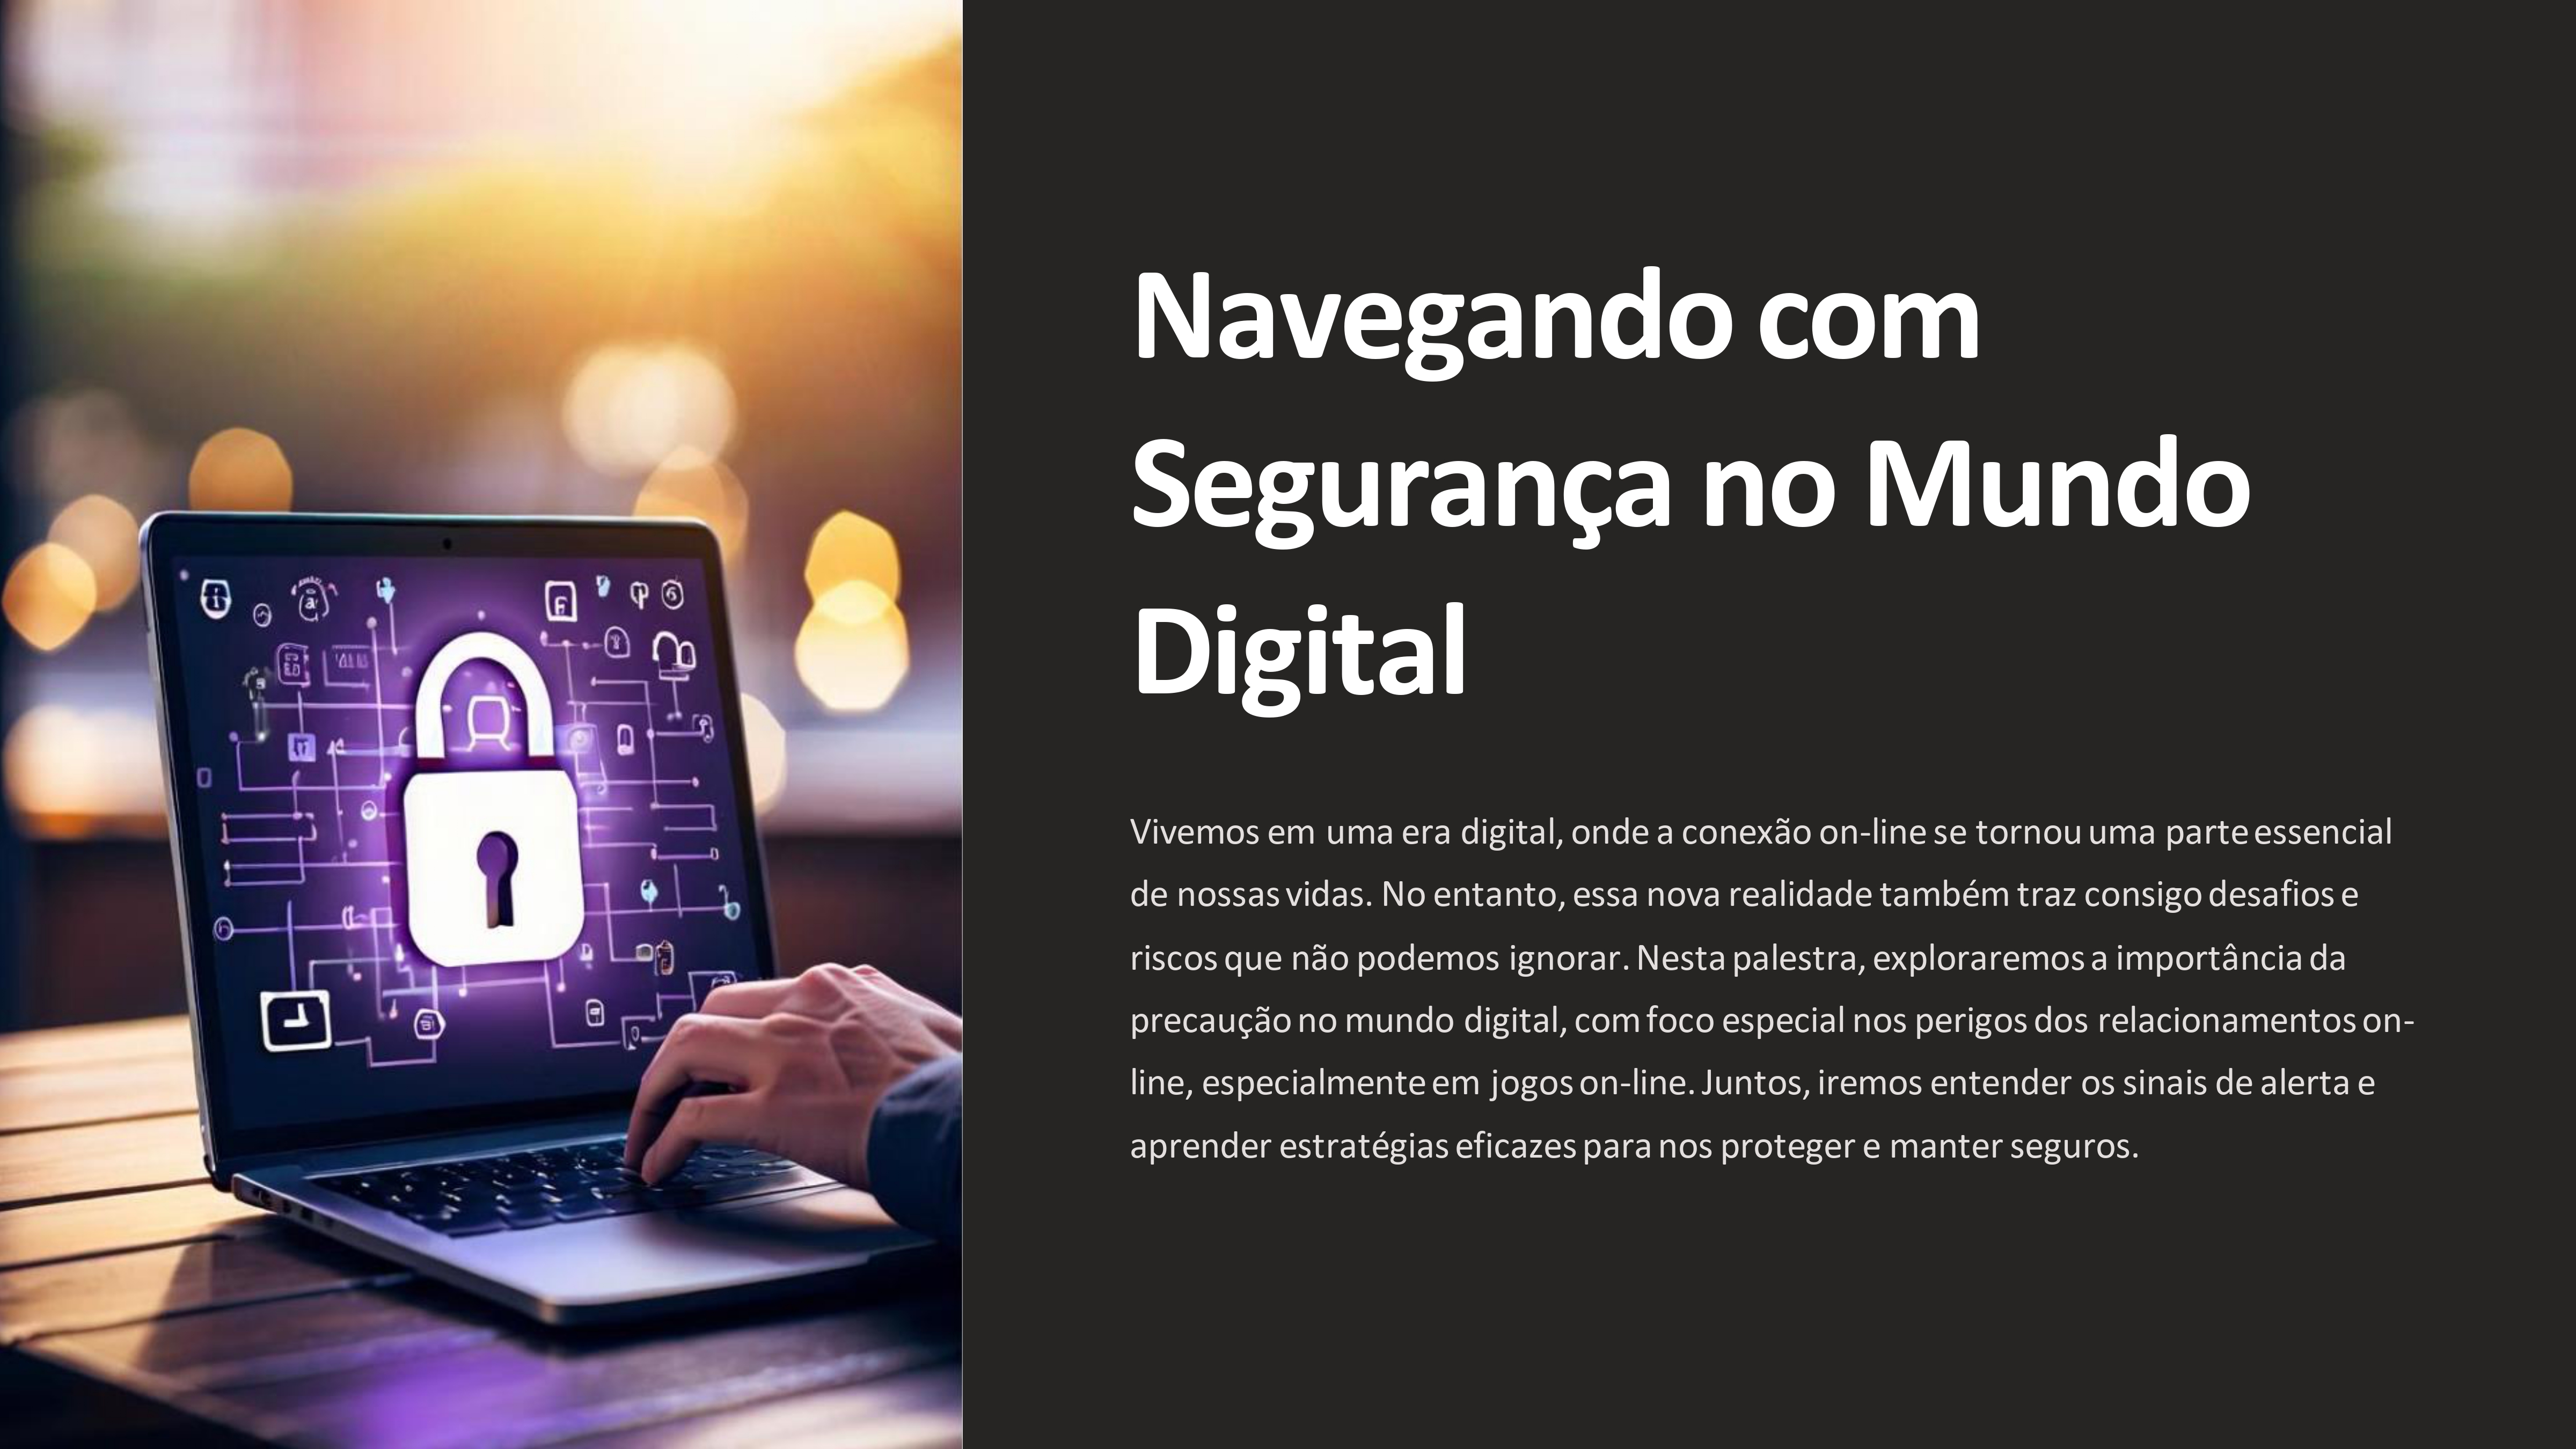 Navegando com
Segurança no Mundo
Digital
Vivemos em uma era digital, onde a conexão on-line se tornou uma parte essencial
de nossas vidas. No entanto, essa nova realidade também traz consigo desafios e
riscos que não podemos ignorar. Nesta palestra, exploraremos a importância da
precaução no mundo digital, com foco especial nos perigos dos relacionamentos on-
line, especialmente em jogos on-line. Juntos, iremos entender os sinais de alerta e
aprender estratégias eficazes para nos proteger e manter seguros.